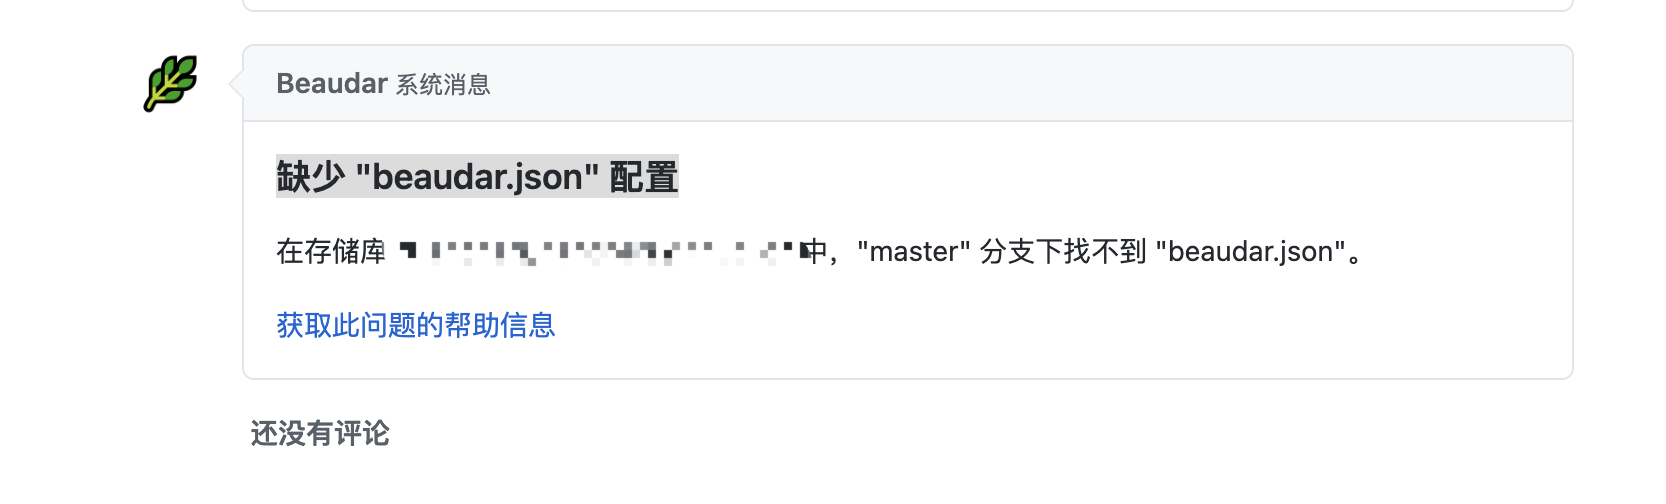 Beaudar 系统消息
缺少 "beaudar.json" 配置
在存储库 中，"master" 分支下找不到 "beaudar.json"。
获取此问题的帮助信息
还没有评论